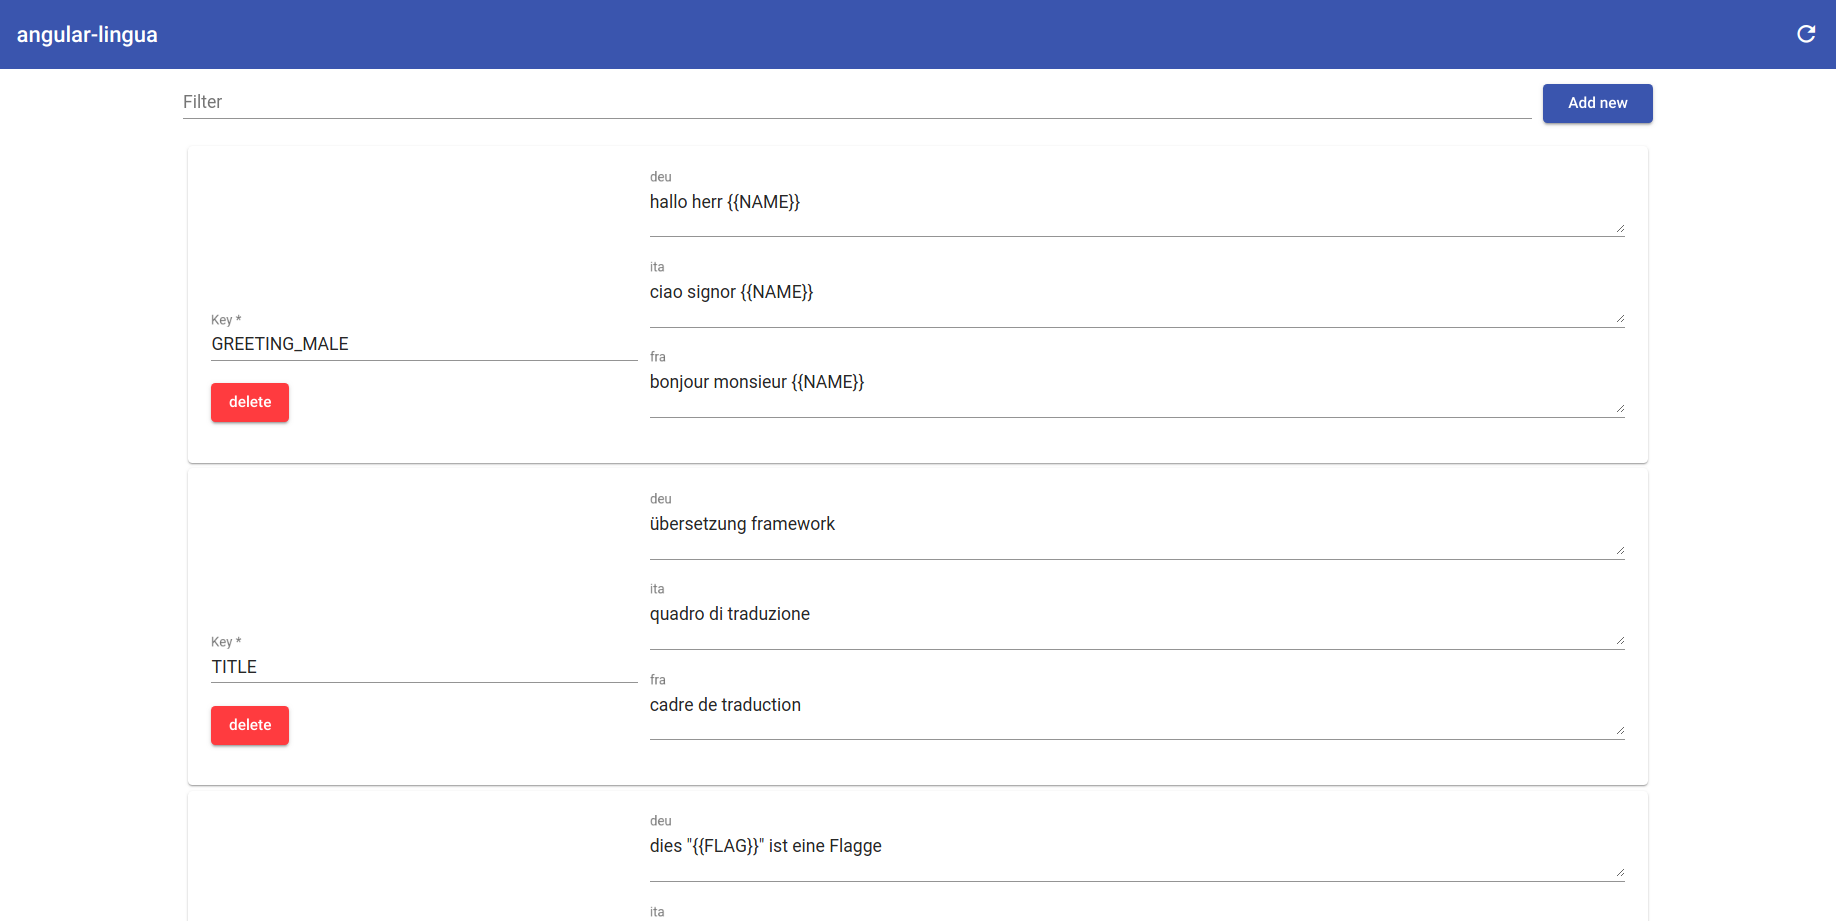 angular-lingua
Filter
Add new
deu
hallo herr {{NAME}}
ita
ciao signor {{NAME}}
Key *
GREETING_MALE
fra
bonjour monsieur {{NAME}}
delete
deu
übersetzung framework
ita
quadro di traduzione
Key *
TITLE
fra
cadre de traduction
delete
deu
dies "{{FLAG}}" ist eine Flagge
ita